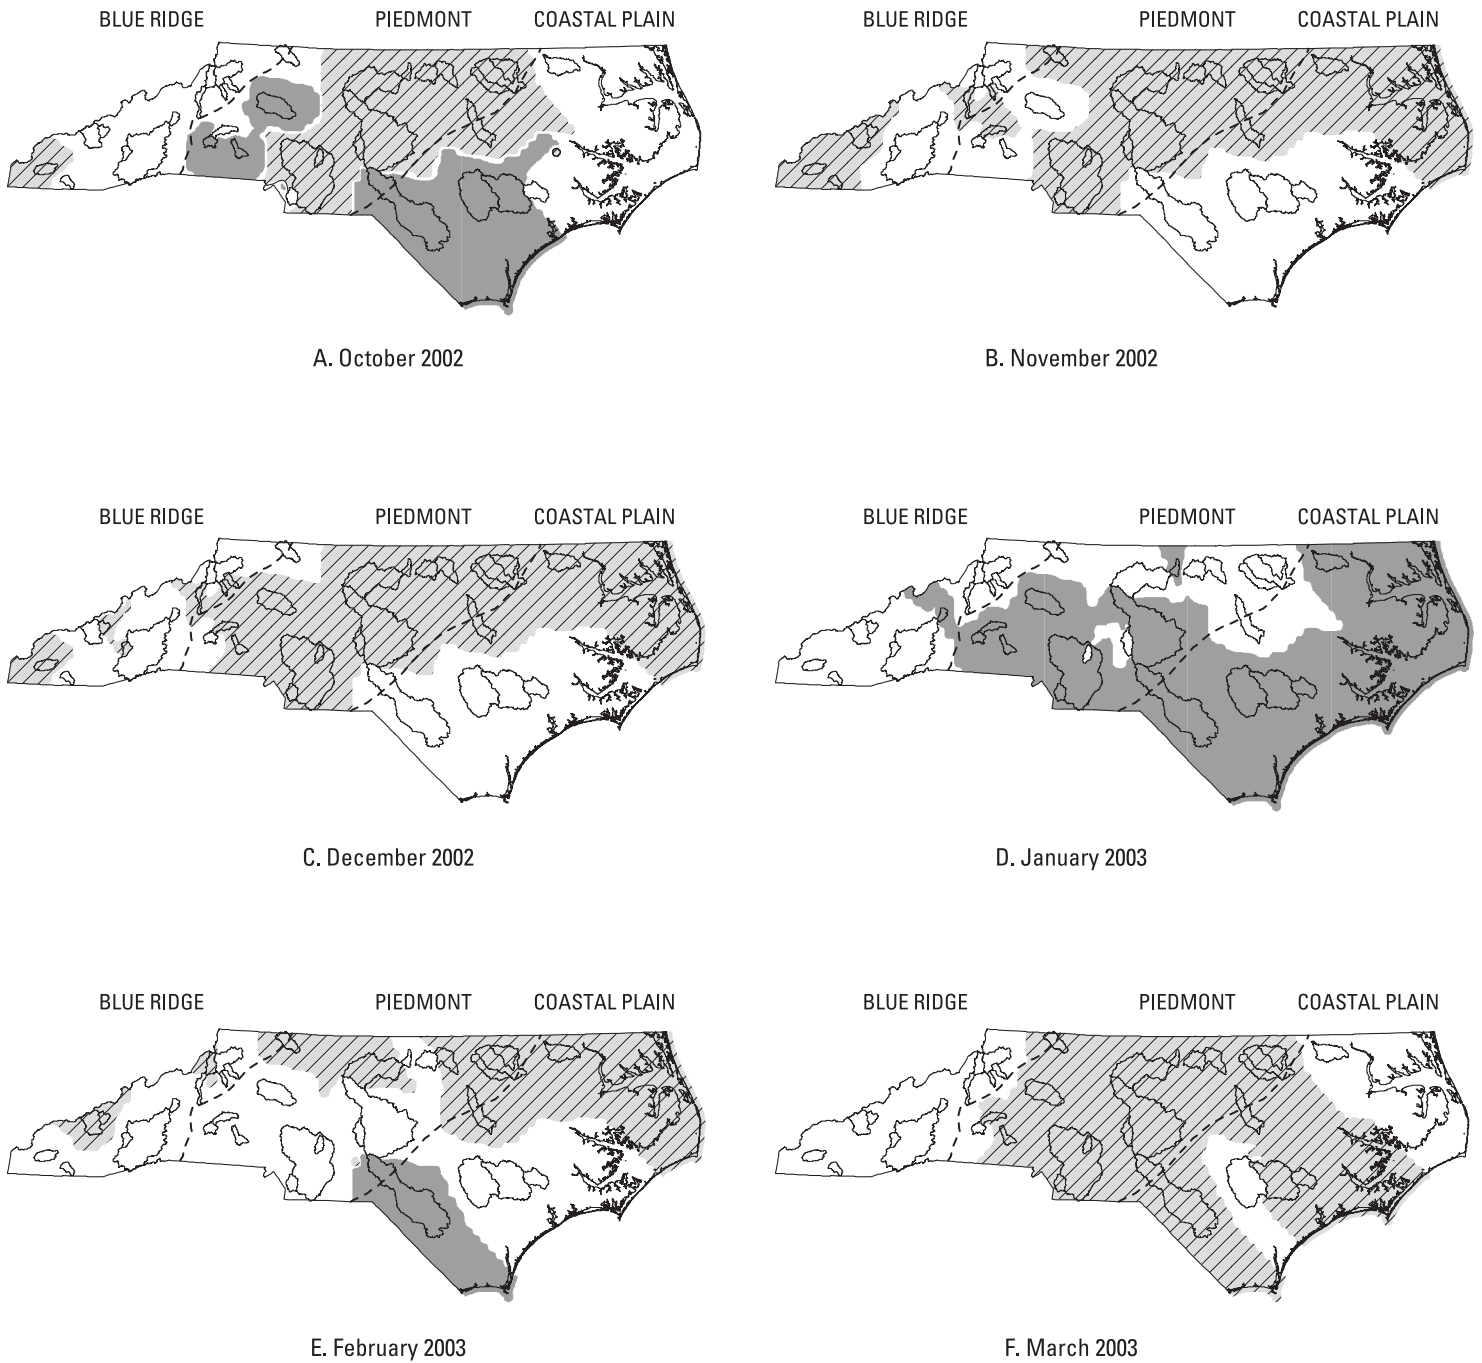 BLUE RIDGE PIEDMONT COASTAL PLAIN BLUE RIDGE PIEDMONT COASTAL PLAIN
A. October 2002 B. November 2002
BLUE RIDGE PIEDMONT COASTAL PLAIN BLUE RIDGE PIEDMONT COASTAL PLAIN
C. December 2002 D. January 2003
BLUE RIDGE PIEDMONT COASTAL PLAIN BLUE RIDGE PIEDMONT COASTAL PLAIN
E. February 2003 F. March 2003